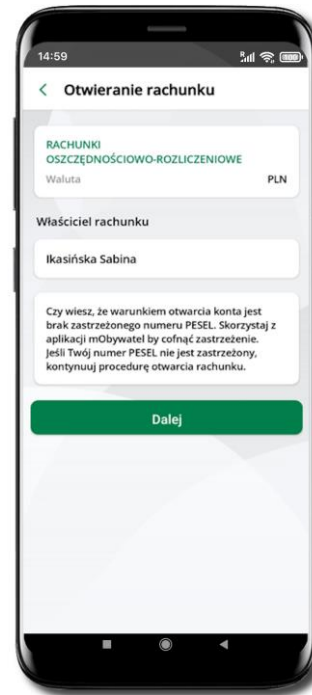 14:59
100
Otwieranie rachunku
RACHUNKI
OSZCZĘDNOŚCIOWO-ROZLICZENIOWE
Waluta PLN
Właściciel rachunku
Ikasińska Sabina
Czy wiesz, że warunkiem otwarcia konta jest
brak zastrzeżonego numeru PESEL. Skorzystaj z
aplikacji mObywatel by cofnąć zastrzeżenie.
Jeśli Twój numer PESEL nie jest zastrzeżony,
kontynuuj procedurę otwarcia rachunku.
Dalej